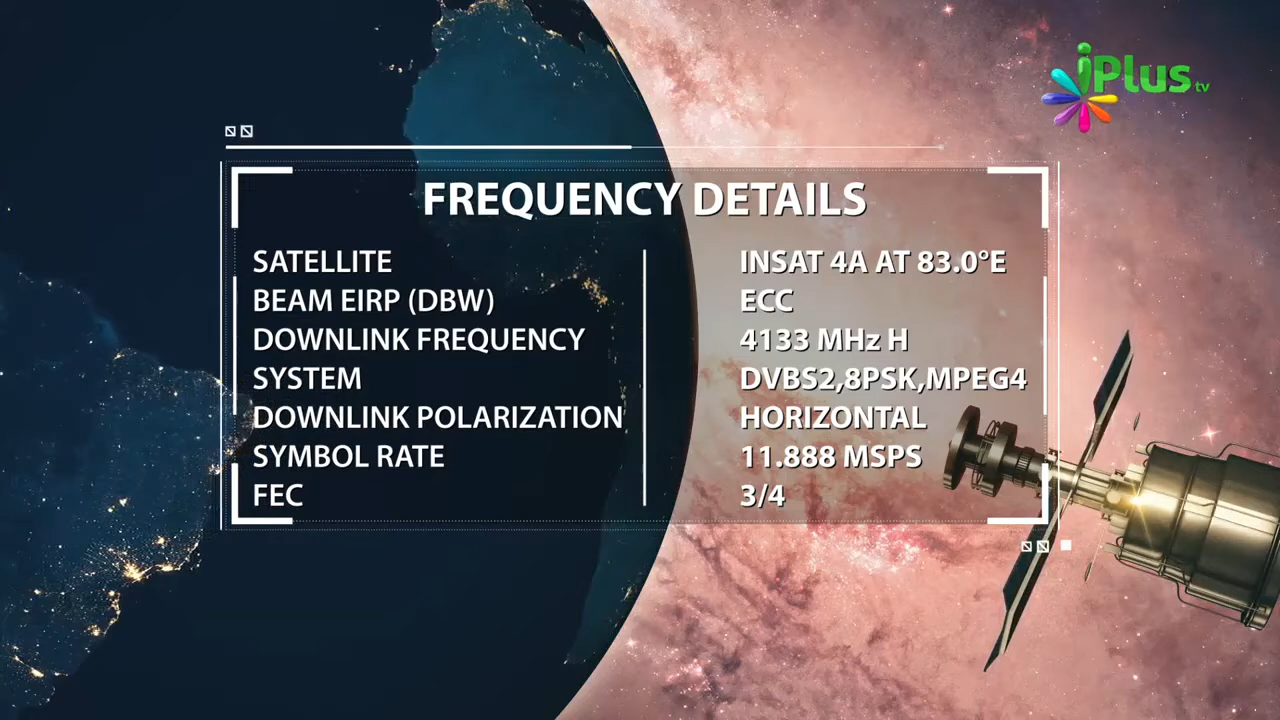 iPlus tv
FREQUENCY DETAILS
SATELLITE INSAT 4A AT 83.0°E
BEAM EIRP (DBW) ECC
DOWNLINK FREQUENCY 4133 MHz H
SYSTEM DVBS2,8PSK,MPEG4
DOWNLINK POLARIZATION HORIZONTAL
SYMBOL RATE 11.888 MSPS
FEC 3/4